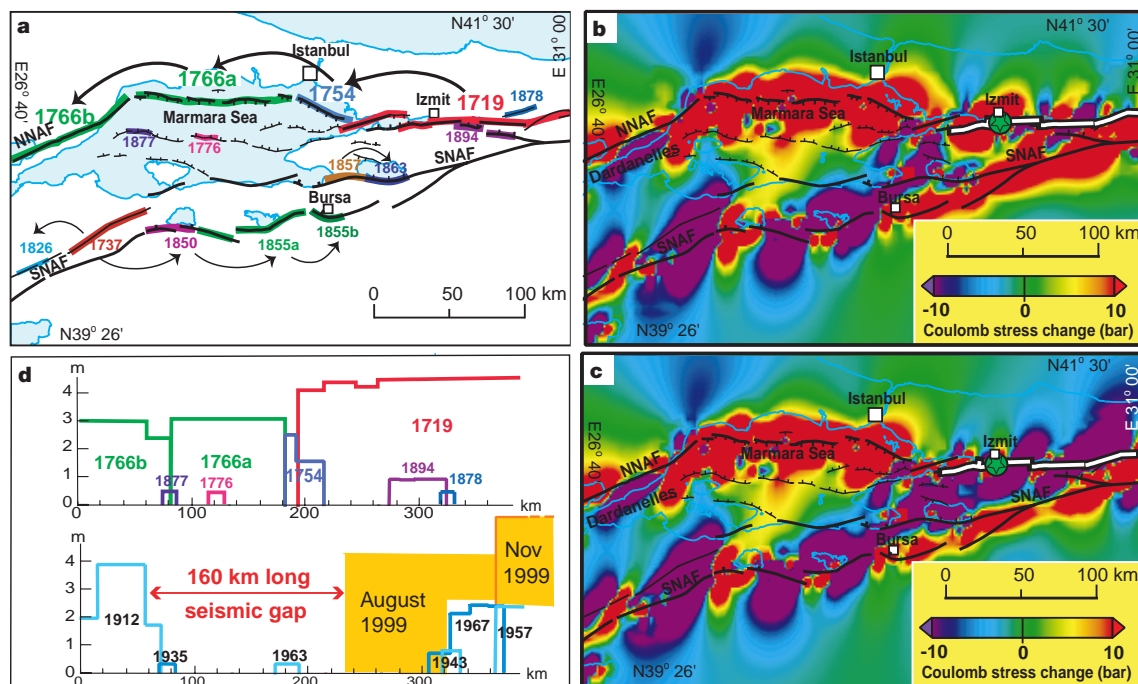 a
N41° 30'
E 31° 00'
E26° 40'
Istanbul
1766a
1766b
1754
Izmit
1719
1878
NNAF
Marmara Sea
1877
1776
1894
SNAF
1857
1863
Bursa
1826
1737
1850
1855a
1855b
SNAF
0 50 100 km
N39° 26'
b
N41° 30'
E 31° 00'
E26° 40'
Istanbul
Izmit
NNAF
Marmara Sea
Dardanelles
SNAF
Bursa
SNAF
N39° 26'
0 50 100 km
-10 0 10
Coulomb stress change (bar)
d
m
4
3
2
1
0
1766b
1766a
1877
1776
1754
1719
1894
1878
0 100 200 300 km
m
4
3
2
1
0
1912
1935
160 km long
seismic gap
1963
August
1999
Nov
1999
1967
1943
1957
0 100 200 300 km
c
N41° 30'
E 31° 00'
E26° 40'
Istanbul
Izmit
NNAF
Marmara Sea
Dardanelles
SNAF
Bursa
SNAF
N39° 26'
0 50 100 km
-10 0 10
Coulomb stress change (bar)